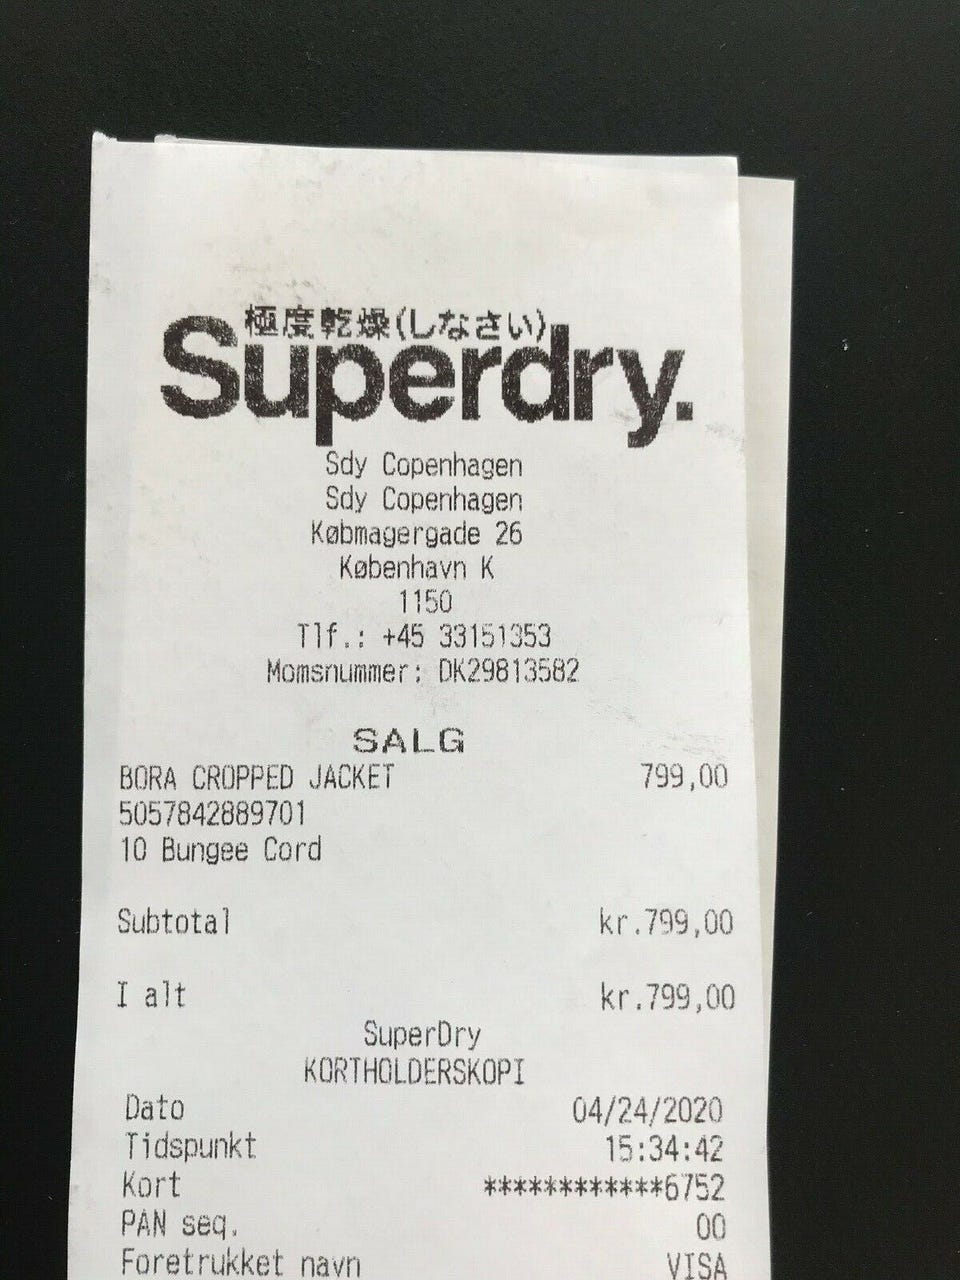 極度乾燥(しなさい)
Superdry.
Sdy Copenhagen
Sdy Copenhagen
Købmagergade 26
København K
1150
Tlf.: +45 33151353
Momsnummer: DK29813582
SALG
BORA CROPPED JACKET 799,00
5057842889701
10 Bungee Cord
Subtotal kr.799,00
I alt kr.799,00
SuperDry
KORTHOLDERSKOPI
Dato 04/24/2020
Tidspunkt 15:34:42
Kort ************6752
PAN seq. 00
Foretrukket navn VISA